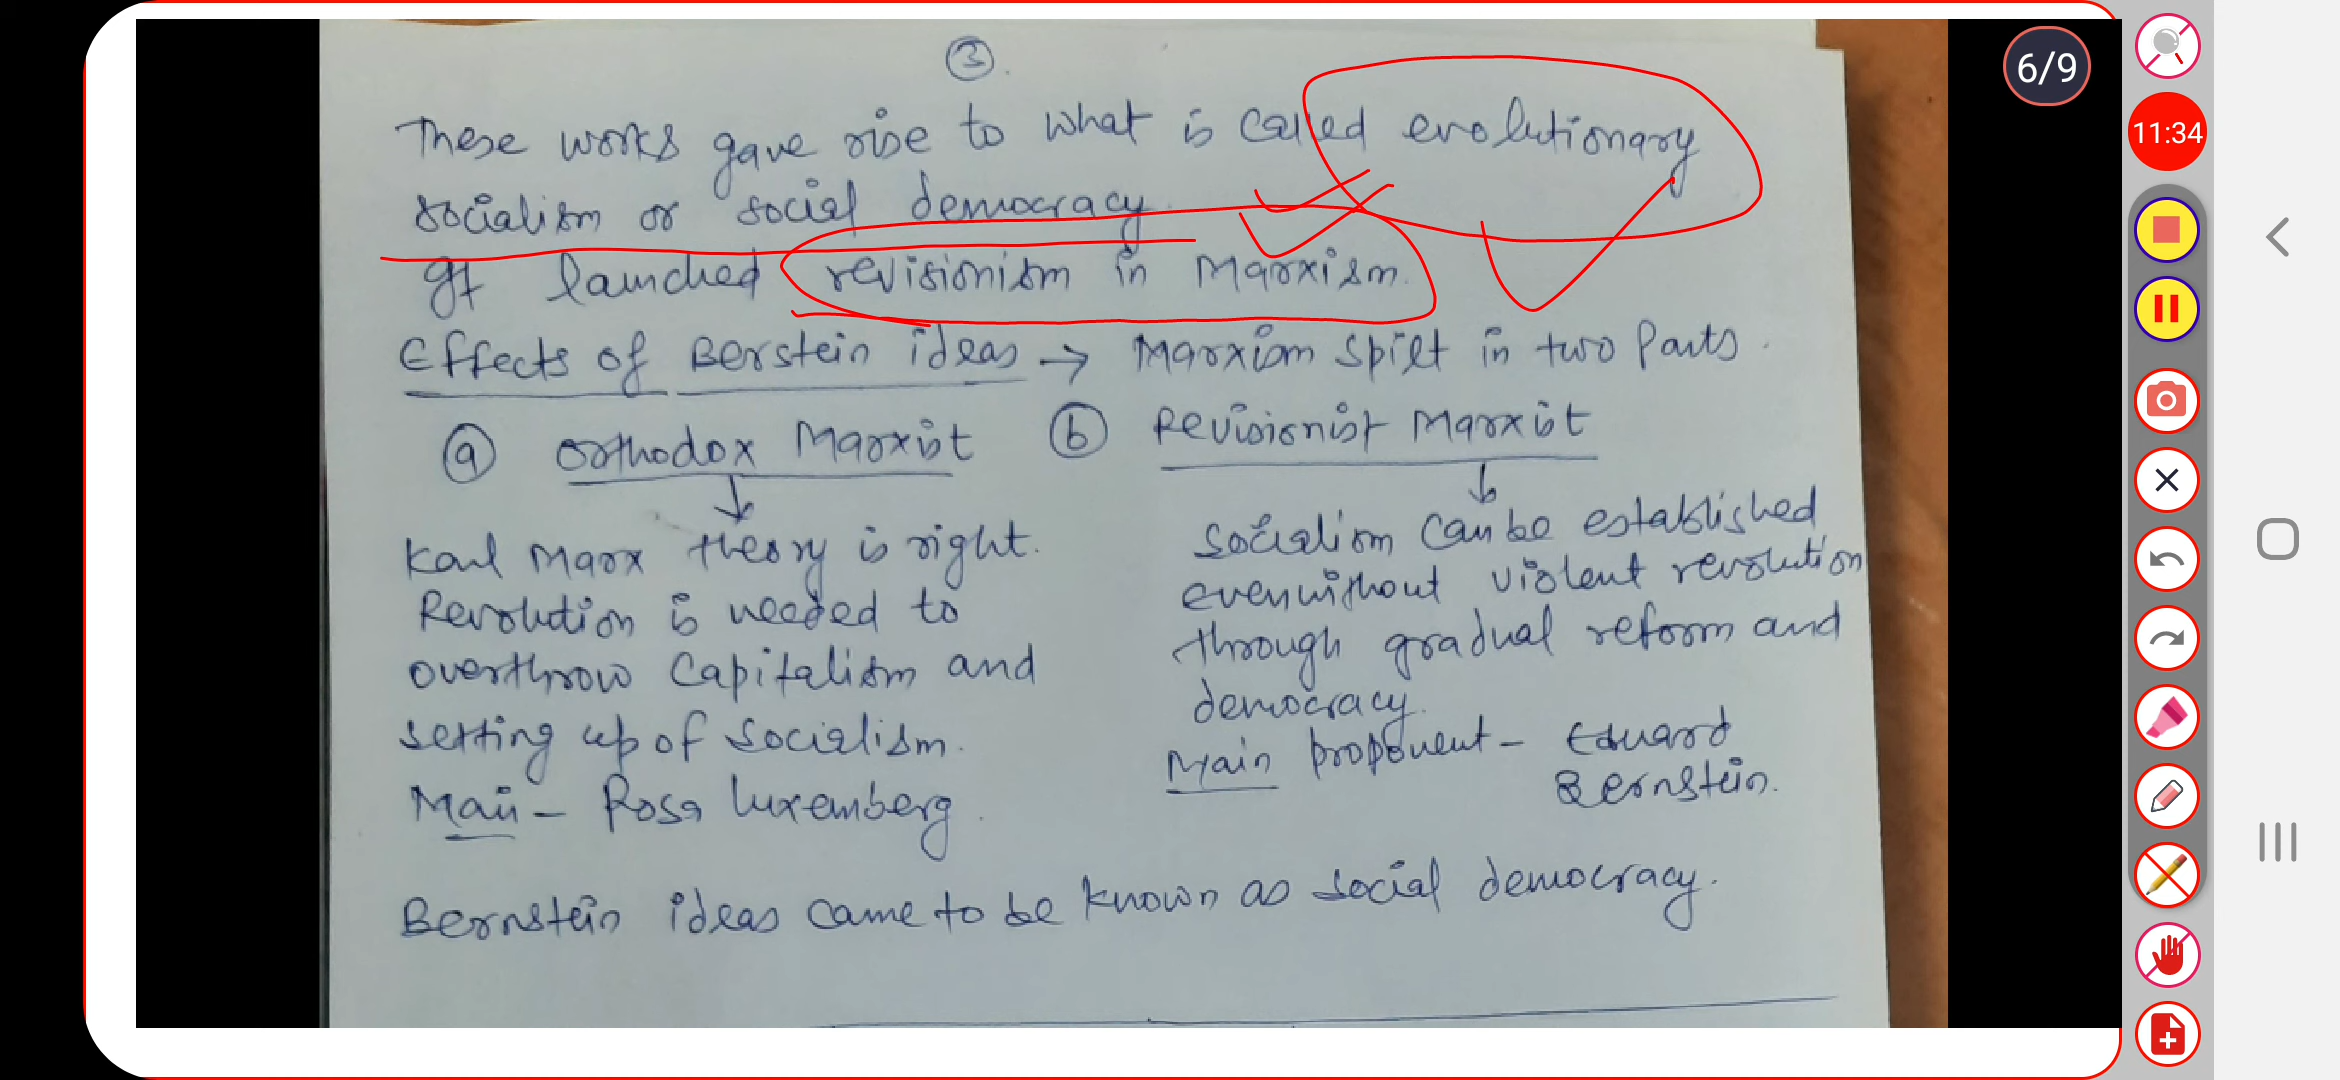 3
6/9
11:34
These works gave rise to what is called evolutionary
socialism or social democracy.
It launched revisionism in Marxism.
Effects of Berstein ideas → Marxism spilt in two Parts.
a Orthodox Marxist b Revisionist Marxist
Karl Marx theory is right.
Revolution is needed to
overthrow Capitalism and
setting up of Socialism.
Main - Rosa Luxemberg.
Socialism can be established
even without violent revolution
through gradual reform and
democracy.
Main proponent - Eduard
Bernstein.
Bernstein ideas came to be known as social democracy.